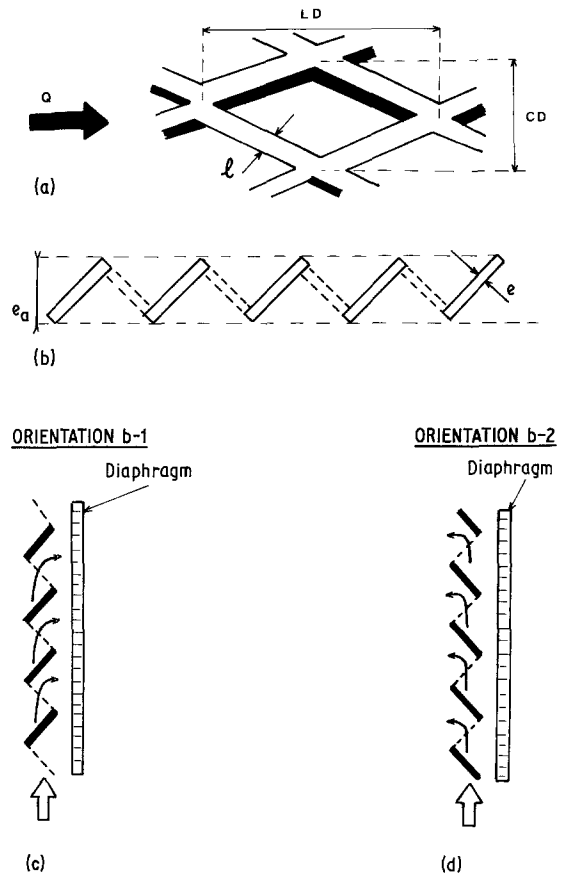 (a)
LD
Q
CD
ℓ
(b)
eₐ
e
ORIENTATION b-1
Diaphragm
(c)
ORIENTATION b-2
Diaphragm
(d)